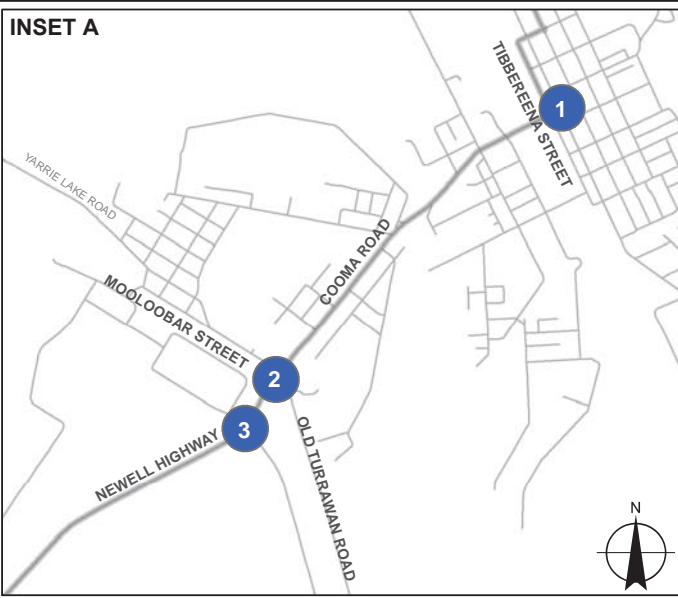 INSET A
TIBBEREENA STREET
1
YARRIE LAKE ROAD
COOMA ROAD
MOOLOOBAR STREET
2
3
NEWELL HIGHWAY
OLD TURRAWAN ROAD
N